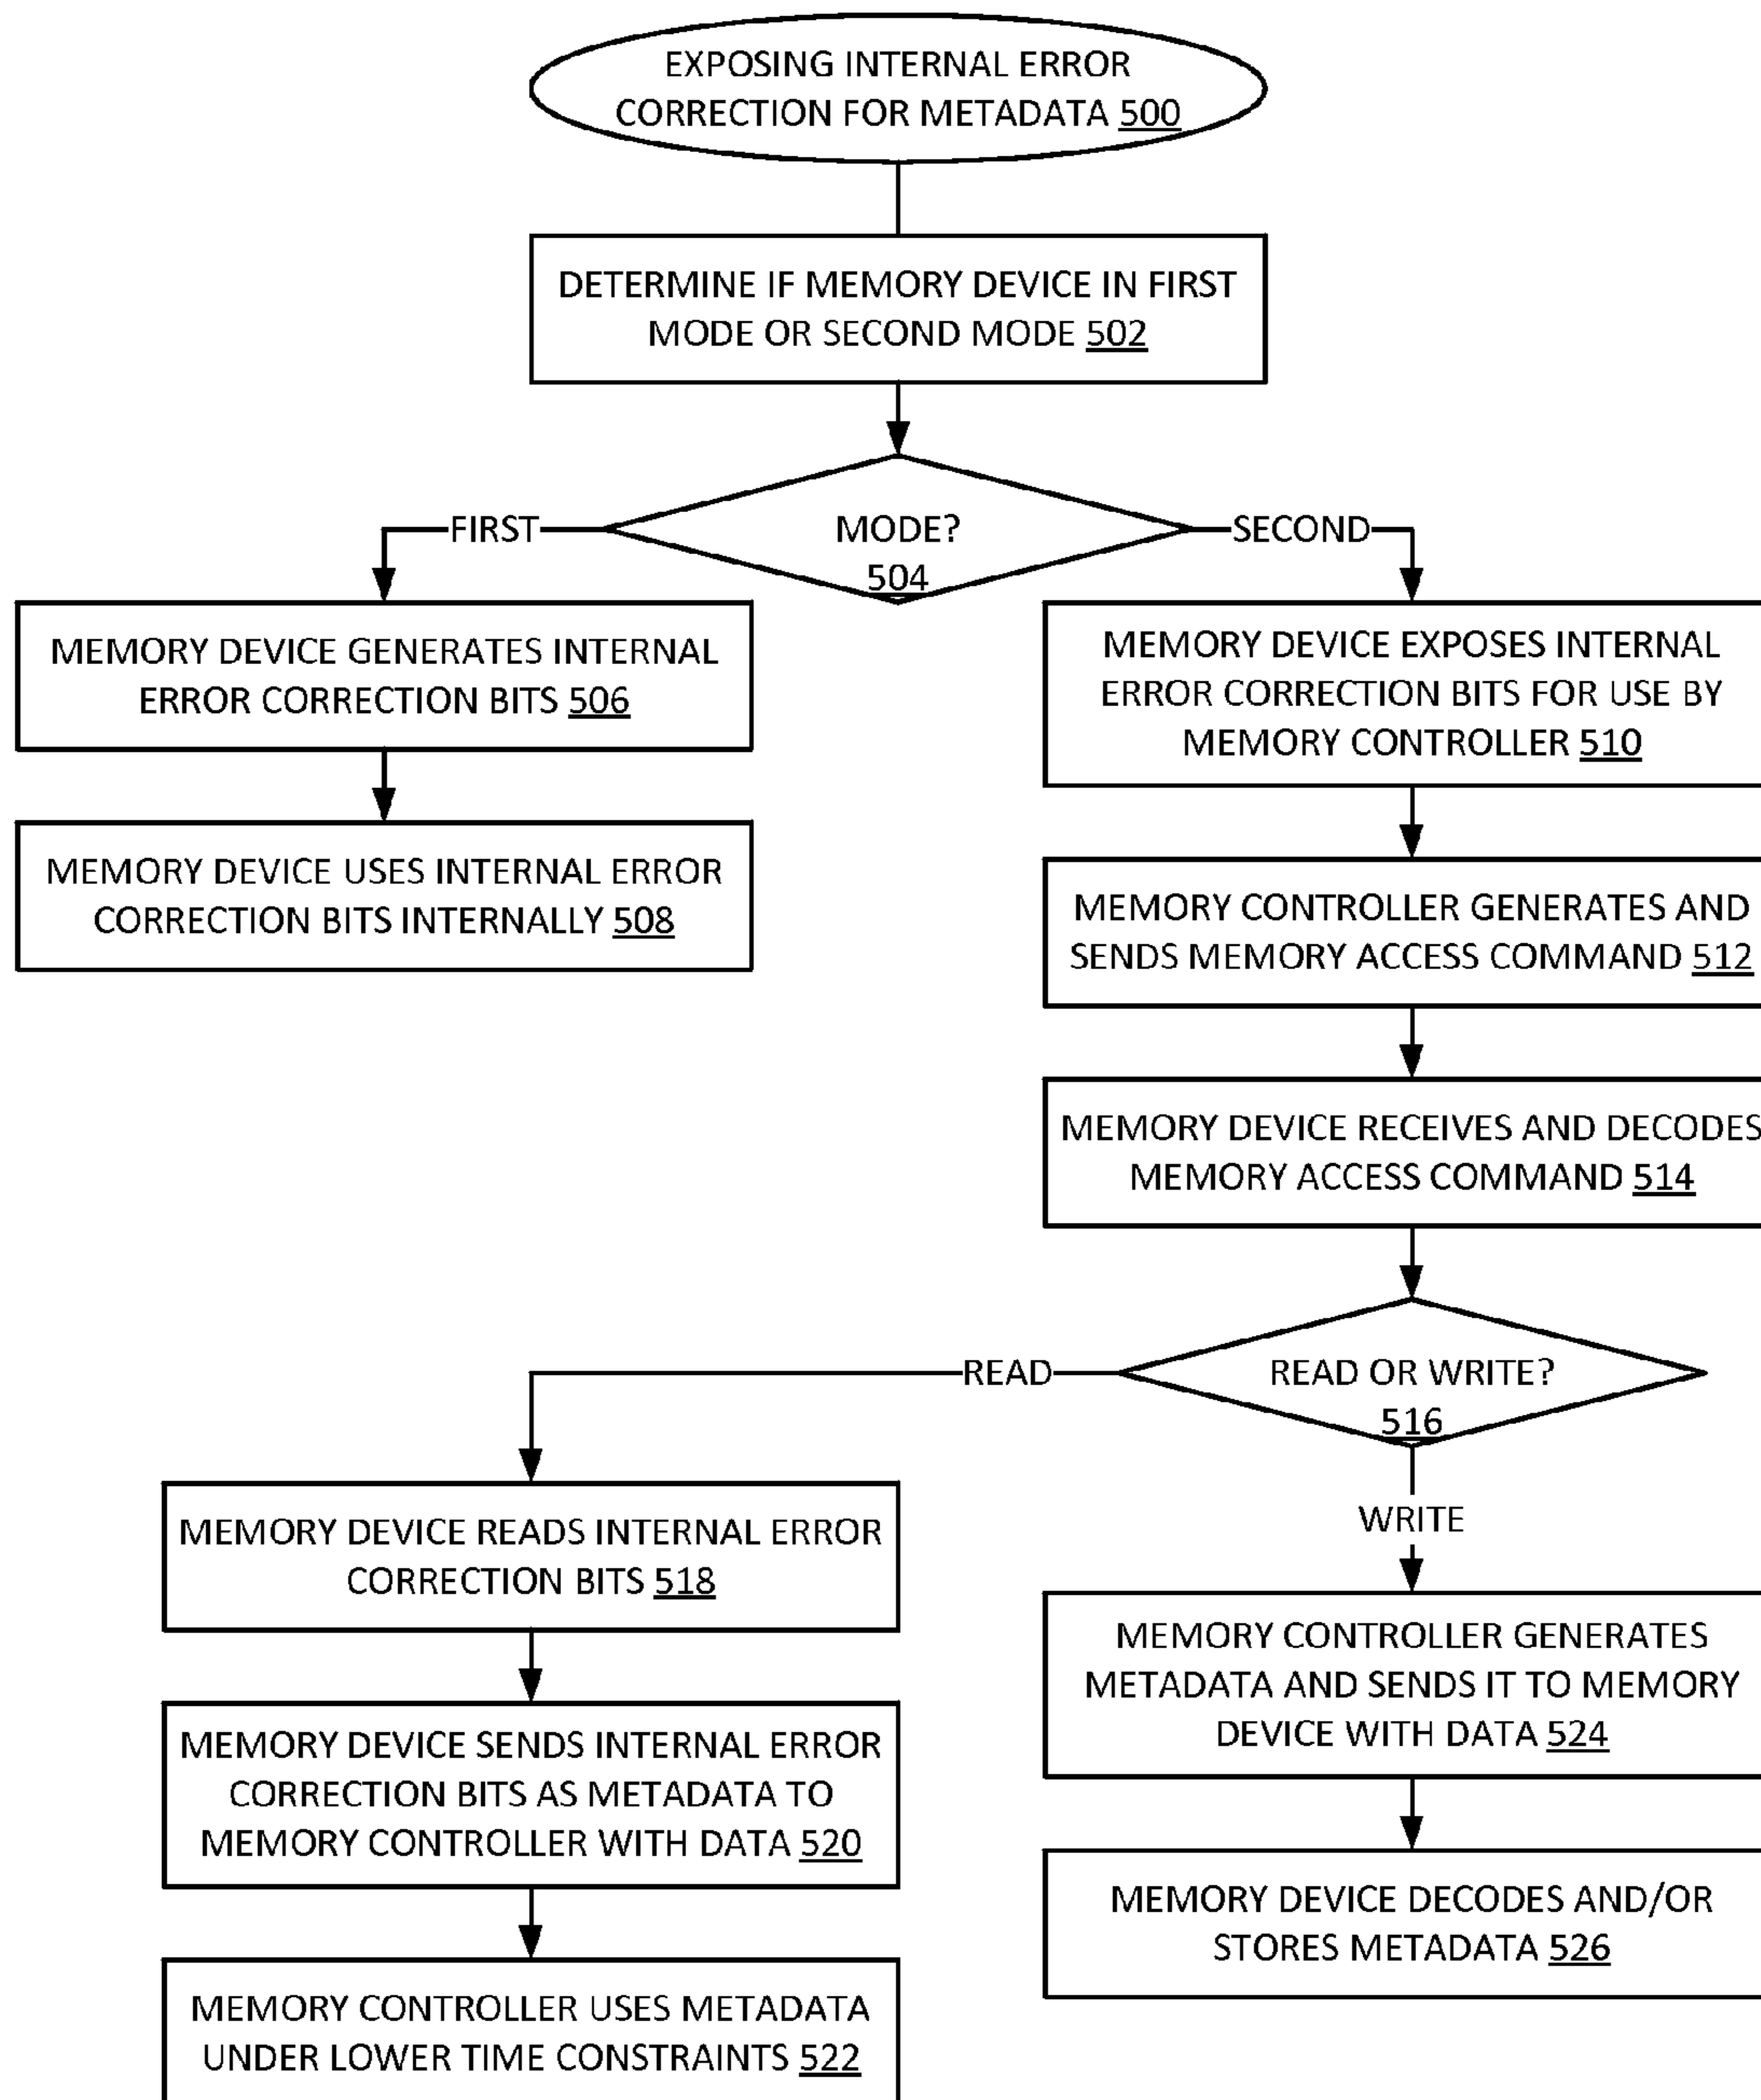 EXPOSING INTERNAL ERROR
CORRECTION FOR METADATA 500
DETERMINE IF MEMORY DEVICE IN FIRST
MODE OR SECOND MODE 502
FIRST
MODE?
504
SECOND
MEMORY DEVICE GENERATES INTERNAL
ERROR CORRECTION BITS 506
MEMORY DEVICE USES INTERNAL ERROR
CORRECTION BITS INTERNALLY 508
MEMORY DEVICE EXPOSES INTERNAL
ERROR CORRECTION BITS FOR USE BY
MEMORY CONTROLLER 510
MEMORY CONTROLLER GENERATES AND
SENDS MEMORY ACCESS COMMAND 512
MEMORY DEVICE RECEIVES AND DECODES
MEMORY ACCESS COMMAND 514
READ
READ OR WRITE?
516
WRITE
MEMORY DEVICE READS INTERNAL ERROR
CORRECTION BITS 518
MEMORY DEVICE SENDS INTERNAL ERROR
CORRECTION BITS AS METADATA TO
MEMORY CONTROLLER WITH DATA 520
MEMORY CONTROLLER USES METADATA
UNDER LOWER TIME CONSTRAINTS 522
MEMORY CONTROLLER GENERATES
METADATA AND SENDS IT TO MEMORY
DEVICE WITH DATA 524
MEMORY DEVICE DECODES AND/OR
STORES METADATA 526